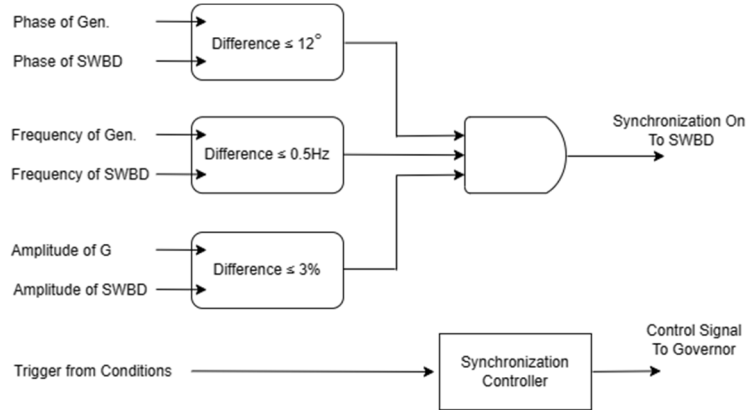 Phase of Gen.
Phase of SWBD
Difference ≤ 12°
Frequency of Gen.
Frequency of SWBD
Difference ≤ 0.5Hz
Synchronization On
To SWBD
Amplitude of G
Amplitude of SWBD
Difference ≤ 3%
Trigger from Conditions
Synchronization
Controller
Control Signal
To Governor